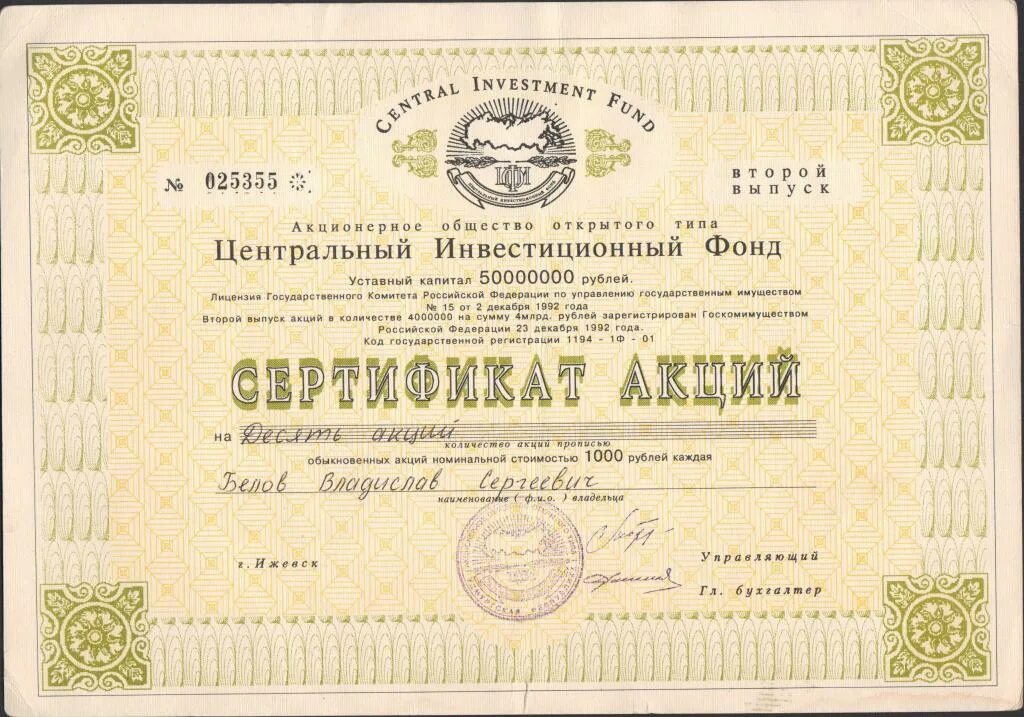 CENTRAL INVESTMENT FUND
№ 025355
ЦИФ
ЦЕНТРАЛЬНЫЙ ИНВЕСТИЦИОННЫЙ ФОНД
второй
выпуск
Акционерное общество открытого типа
Центральный Инвестиционный Фонд
Уставный капитал 50000000 рублей.
Лицензия Государственного Комитета Российской Федерации по управлению государственным имуществом
№ 15 от 2 декабря 1992 года
Второй выпуск акций в количестве 4000000 на сумму 4млрд. рублей зарегистрирован Госкомимуществом
Российской Федерации 23 декабря 1992 года.
Код государственной регистрации 1194 - 1Ф - 01
СЕРТИФИКАТ АКЦИЙ
на Десять акций
количество акций прописью
обыкновенных акций номинальной стоимостью 1000 рублей каждая
Белов Владислав Сергеевич
наименование ( ф.и.о. ) владельца
г. Ижевск
Управляющий
Гл. бухгалтер